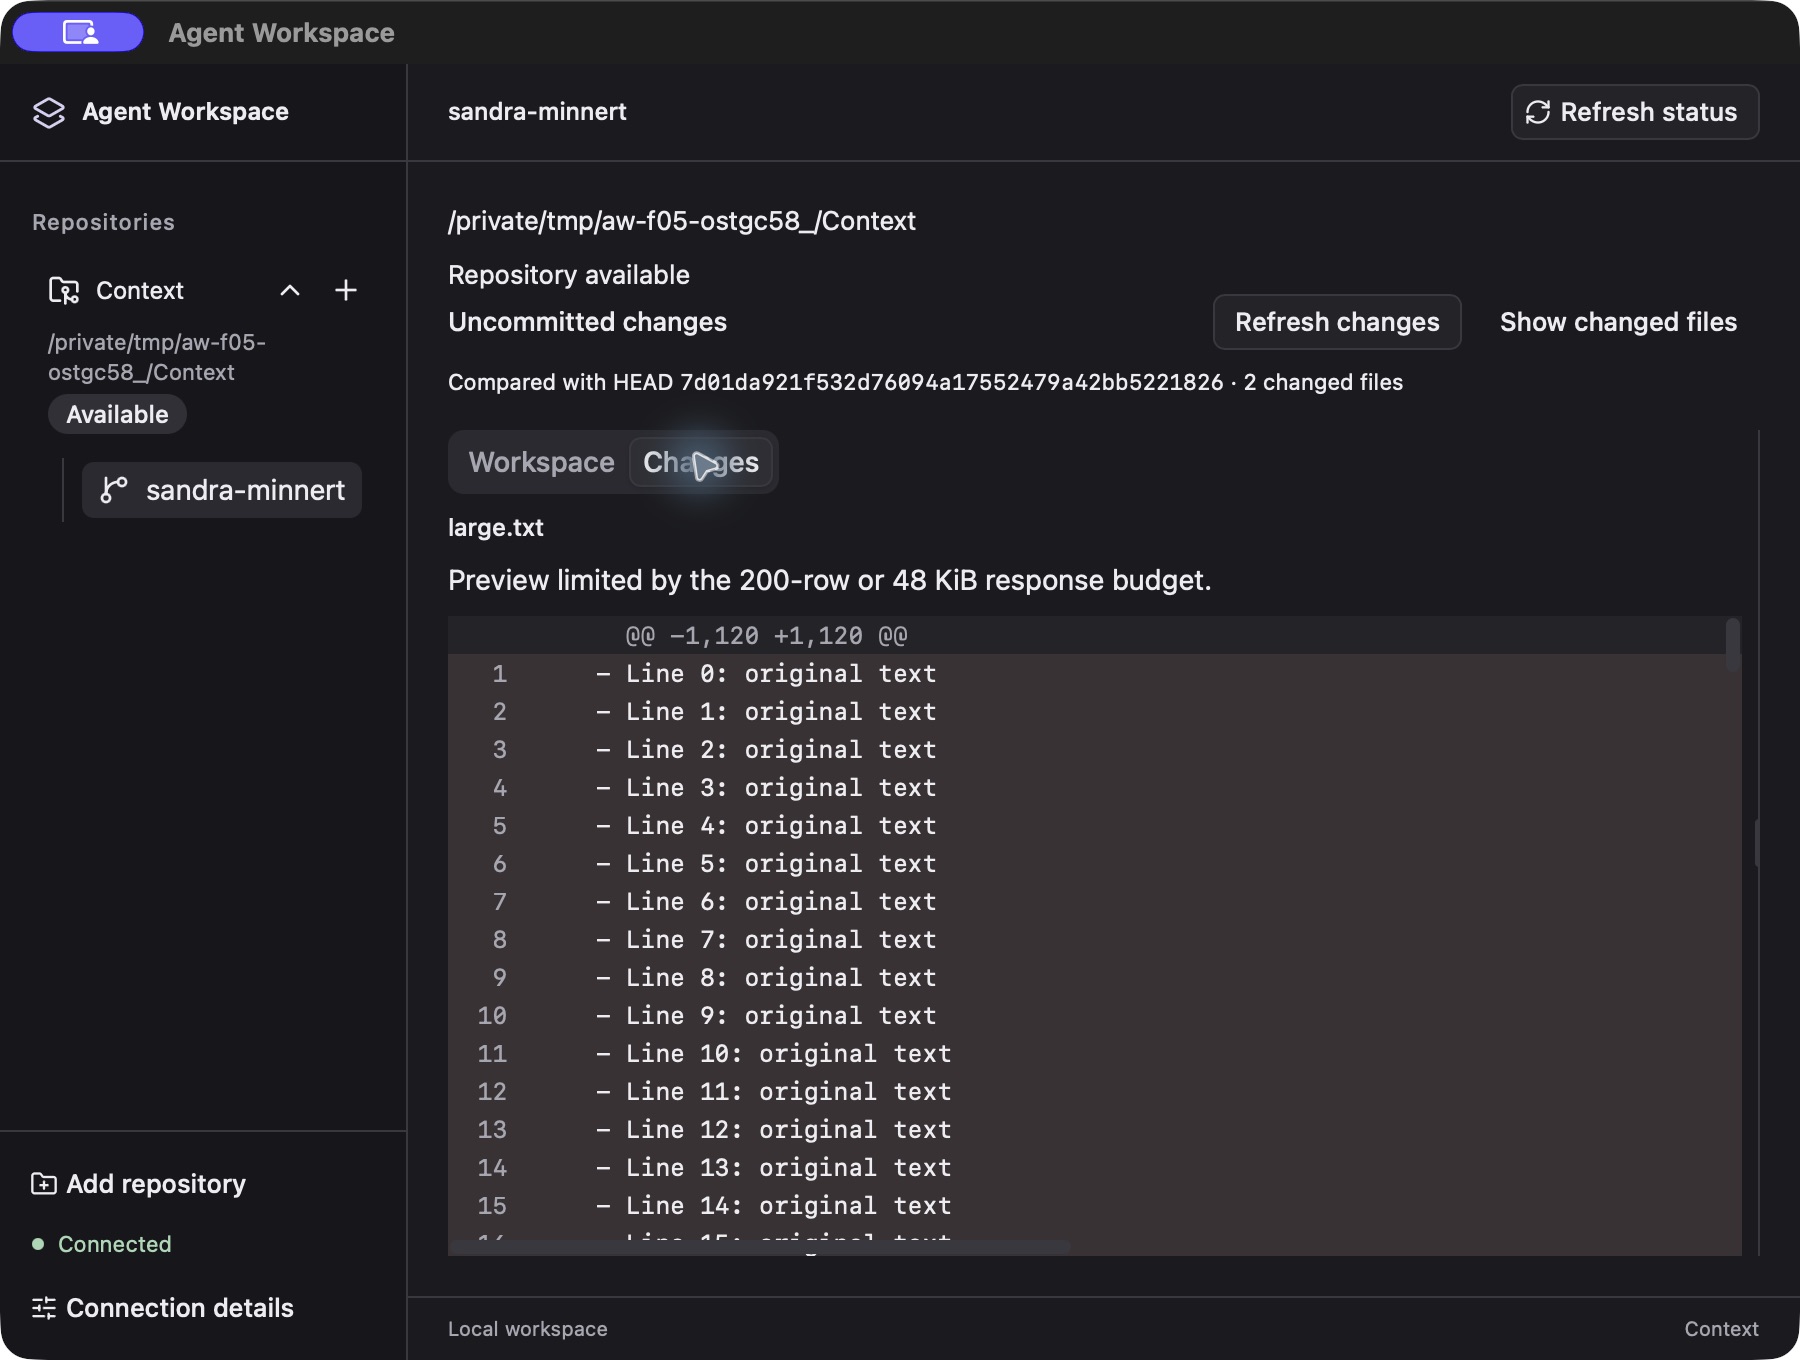 Agent Workspace
Agent Workspace
sandra-minnert
Refresh status
Repositories
Context
/private/tmp/aw-f05-
ostgc58_/Context
Available
sandra-minnert
/private/tmp/aw-f05-ostgc58_/Context
Repository available
Uncommitted changes
Refresh changes
Show changed files
Compared with HEAD 7d01da921f532d76094a17552479a42bb5221826 · 2 changed files
Workspace
Changes
large.txt
Preview limited by the 200-row or 48 KiB response budget.
@@ -1,120 +1,120 @@
1 - Line 0: original text
2 - Line 1: original text
3 - Line 2: original text
4 - Line 3: original text
5 - Line 4: original text
6 - Line 5: original text
7 - Line 6: original text
8 - Line 7: original text
9 - Line 8: original text
10 - Line 9: original text
11 - Line 10: original text
12 - Line 11: original text
13 - Line 12: original text
14 - Line 13: original text
15 - Line 14: original text
16 - Line 15: original text
Add repository
Connected
Connection details
Local workspace
Context